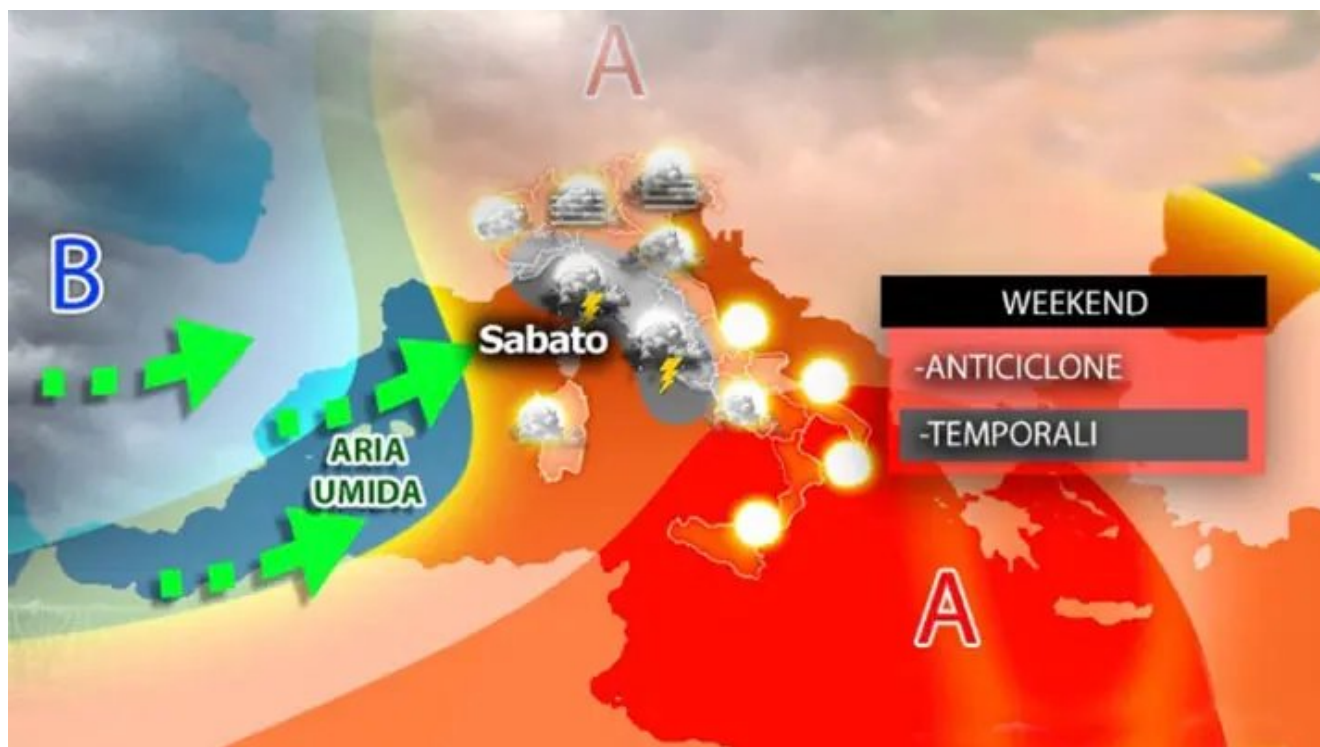 A
B
Sabato
ARIA
UMIDA
WEEKEND
-ANTICICLONE
-TEMPORALI
A